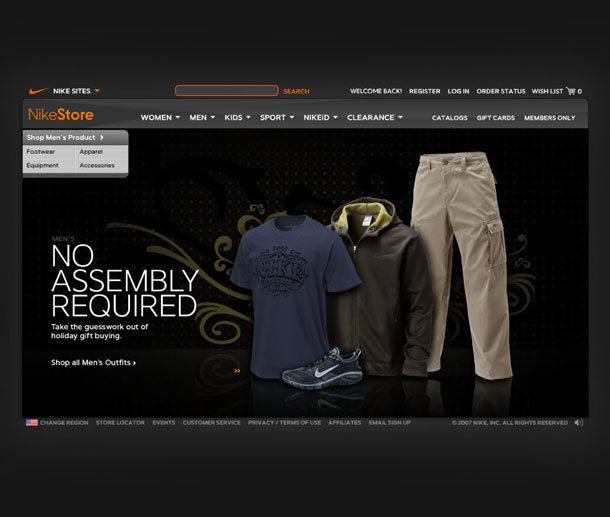 NIKE SITES SEARCH WELCOME BACK! REGISTER LOG IN ORDER STATUS WISH LIST 0
NikeStore WOMEN MEN KIDS SPORT NIKEiD CLEARANCE CATALOGS GIFT CARDS MEMBERS ONLY
Shop Men's Product
Footwear Apparel
Equipment Accessories
MEN'S
NO
ASSEMBLY
REQUIRED
Take the guesswork out of
holiday gift buying.
Shop all Men's Outfits
CHANGE REGION STORE LOCATOR EVENTS CUSTOMER SERVICE PRIVACY / TERMS OF USE AFFILIATES EMAIL SIGN UP © 2007 NIKE, INC. ALL RIGHTS RESERVED